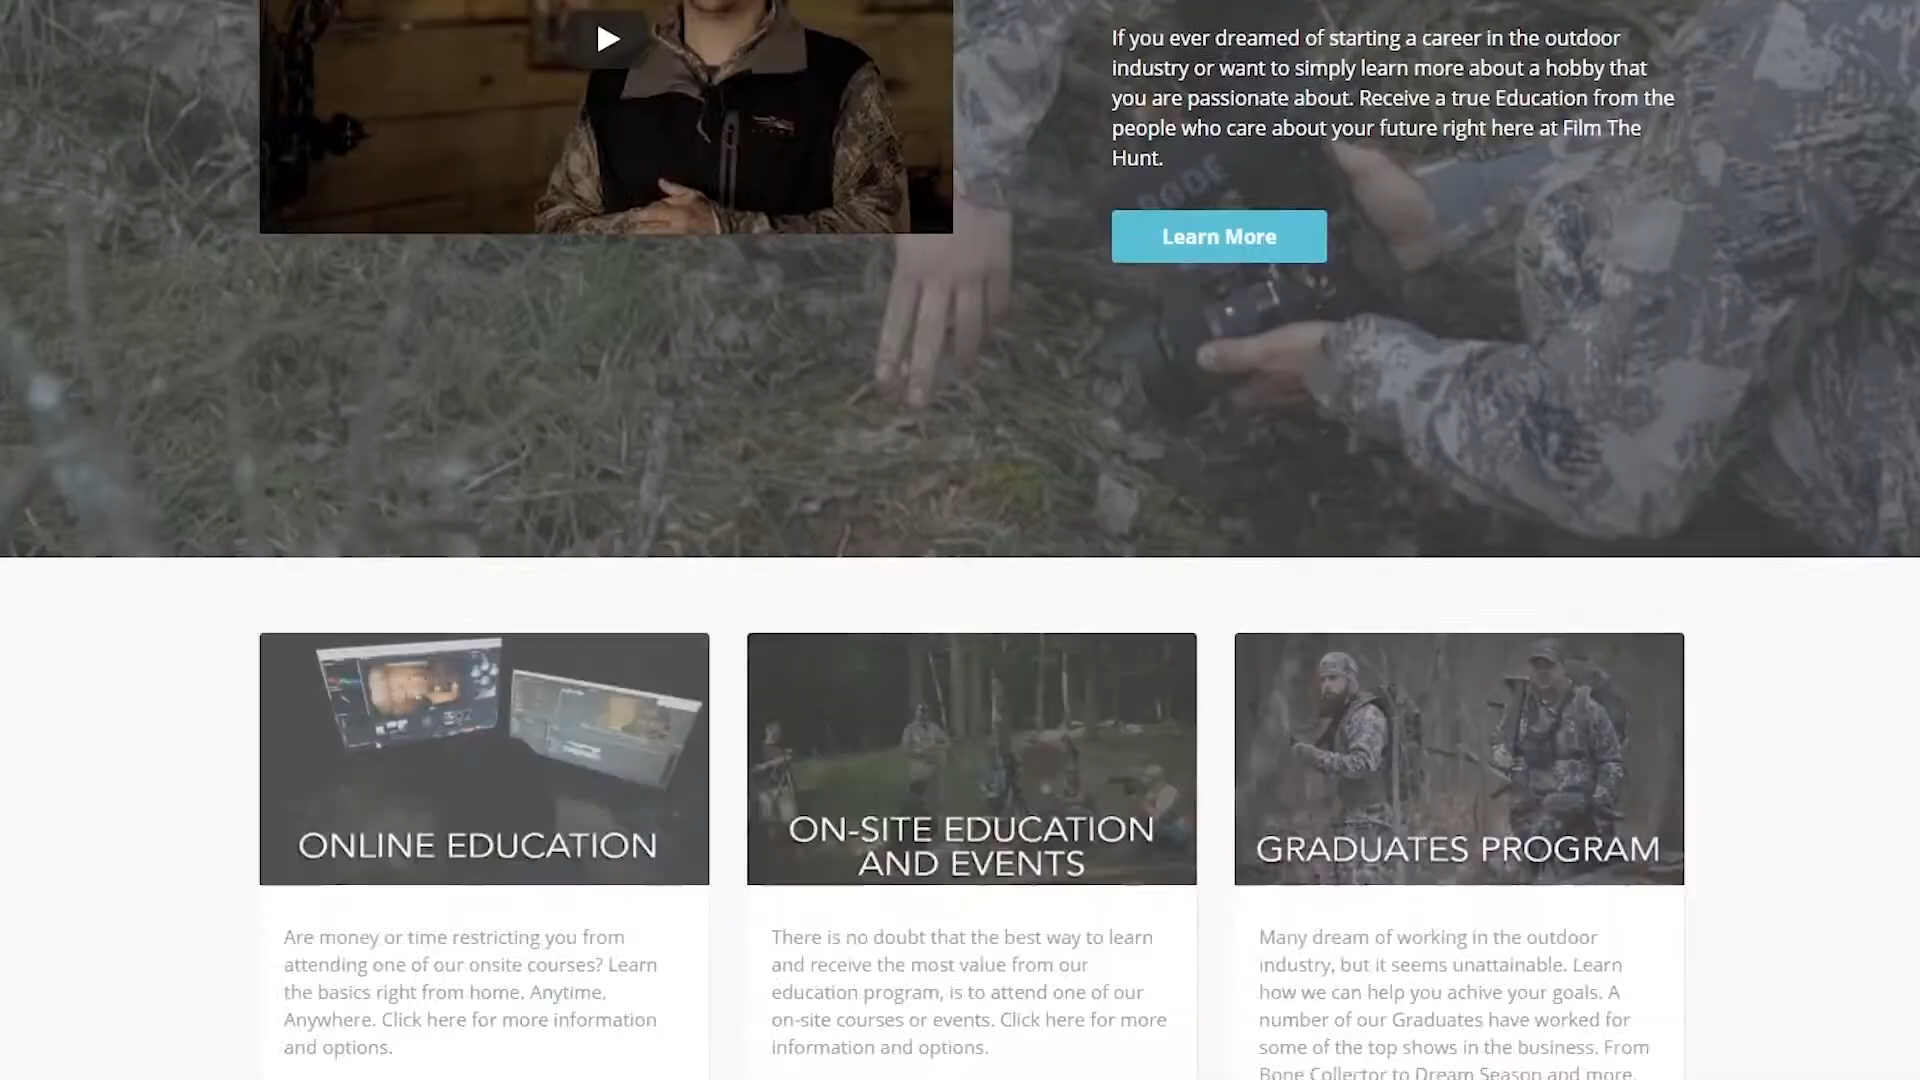 If you ever dreamed of starting a career in the outdoor
industry or want to simply learn more about a hobby that
you are passionate about. Receive a true Education from the
people who care about your future right here at Film The
Hunt.
RODE
Learn More
ONLINE EDUCATION
Are money or time restricting you from
attending one of our onsite courses? Learn
the basics right from home. Anytime,
Anywhere. Click here for more information
and options.
ON-SITE EDUCATION
AND EVENTS
There is no doubt that the best way to learn
and receive the most value from our
education program, is to attend one of our
on-site courses or events. Click here for more
information and options.
GRADUATES PROGRAM
Many dream of working in the outdoor
industry, but it seems unattainable. Learn
how we can help you achive your goals. A
number of our Graduates have worked for
some of the top shows in the business. From
Bone Collector to Dream Season and more.